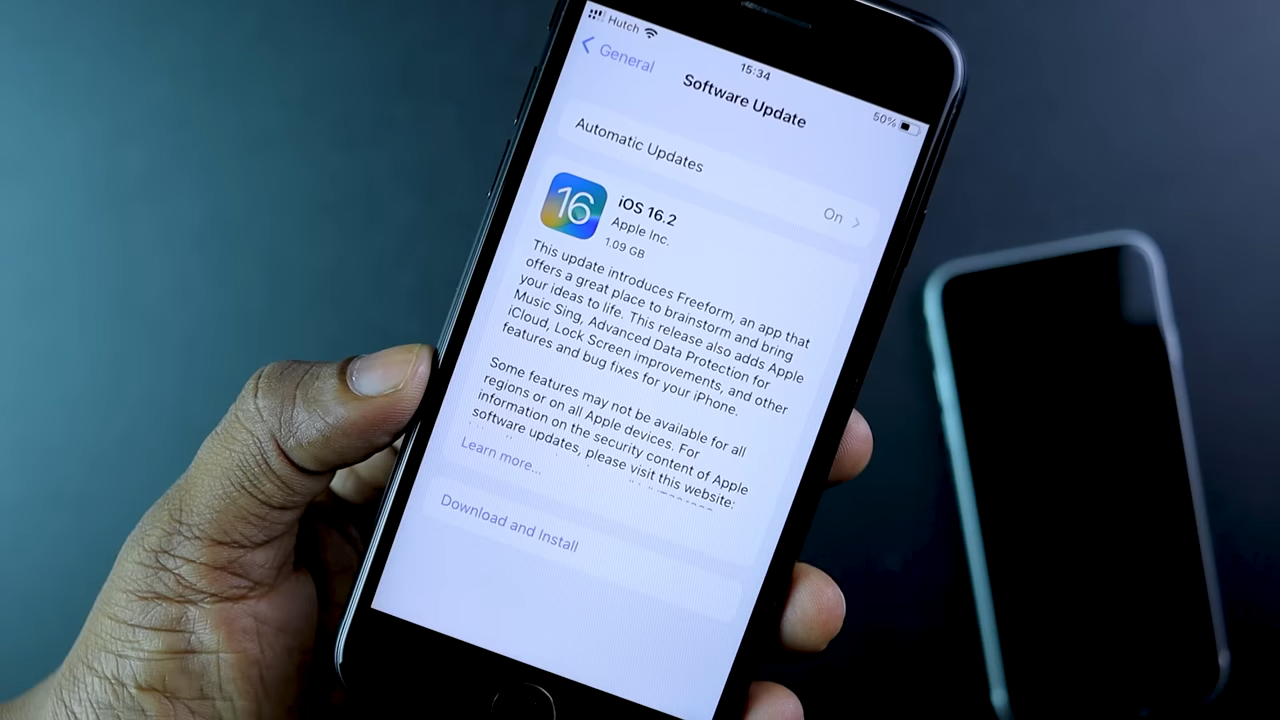 Hutch
15:34
50%
General
Software Update
Automatic Updates
On
16
iOS 16.2
Apple Inc.
1.09 GB
This update introduces Freeform, an app that
offers a great place to brainstorm and bring
your ideas to life. This release also adds Apple
Music Sing, Advanced Data Protection for
iCloud, Lock Screen improvements, and other
features and bug fixes for your iPhone.
Some features may not be available for all
regions or on all Apple devices. For
information on the security content of Apple
software updates, please visit this website:
Learn more...
Download and Install